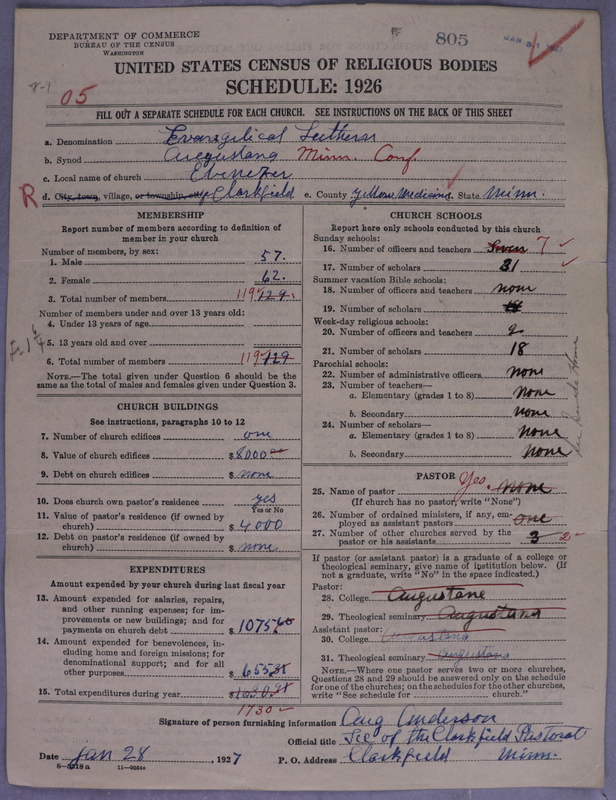 DEPARTMENT OF COMMERCE
BUREAU OF THE CENSUS
WASHINGTON
805
UNITED STATES CENSUS OF RELIGIOUS BODIES
SCHEDULE: 1926
05
FILL OUT A SEPARATE SCHEDULE FOR EACH CHURCH. SEE INSTRUCTIONS ON THE BACK OF THIS SHEET
a. Denomination Evangilical Luthern
b. Synod Augustana Minn. Conf.
c. Local name of church Ebenezer
R d. City, town, village, or township, city Clarkfield e. County Yellow Medicine State Minn.
MEMBERSHIP
Report number of members according to definition of
member in your church
Number of members, by sex:
1. Male 57.
2. Female 62.
3. Total number of members 119 129
Number of members under and over 13 years old:
4. Under 13 years of age
5. 13 years old and over
6. Total number of members 119 129
NOTE.—The total given under Question 6 should be the
same as the total of males and females given under Question 3.
CHURCH BUILDINGS
See instructions, paragraphs 10 to 12
7. Number of church edifices one
8. Value of church edifices $8000.00
9. Debt on church edifices $ none
10. Does church own pastor's residence yes
Yes or No
11. Value of pastor's residence (if owned by
church) $ 4,000
12. Debt on pastor's residence (if owned by
church) $ none
EXPENDITURES
Amount expended by your church during last fiscal year
13. Amount expended for salaries, repairs,
and other running expenses; for im-
provements or new buildings; and for
payments on church debt $ 1075
14. Amount expended for benevolences, in-
cluding home and foreign missions; for
denominational support; and for all
other purposes $ 655
15. Total expenditures during year $
1730
CHURCH SCHOOLS
Report here only schools conducted by this church
Sunday schools:
16. Number of officers and teachers Seven 7
17. Number of scholars 31
Summer vacation Bible schools:
18. Number of officers and teachers none
19. Number of scholars
Week-day religious schools:
20. Number of officers and teachers 2
21. Number of scholars 18
Parochial schools:
22. Number of administrative officers none
23. Number of teachers—
a. Elementary (grades 1 to 8) none
b. Secondary none
24. Number of scholars—
a. Elementary (grades 1 to 8) none
b. Secondary none
PASTOR
25. Name of pastor Yes. none
(If church has no pastor, write "None")
26. Number of ordained ministers, if any, em-
ployed as assistant pastors one
27. Number of other churches served by the
pastor or his assistants 3 2
If pastor (or assistant pastor) is a graduate of a college or
theological seminary, give name of institution below. (If
not a graduate, write "No" in the space indicated.)
Pastor:
28. College Augustane
29. Theological seminary Augustana
Assistant pastor:
30. College Augustana
31. Theological seminary Augustana
NOTE.—Where one pastor serves two or more churches,
Questions 28 and 29 should be answered only on the schedule
for one of the churches; on the schedules for the other churches,
write "See schedule for church."
Signature of person furnishing information Aug Anderson
Official title Sec of the Clarkfield Pastorat
Date Jan 28, 1927 P. O. Address Clarkfield Minn.